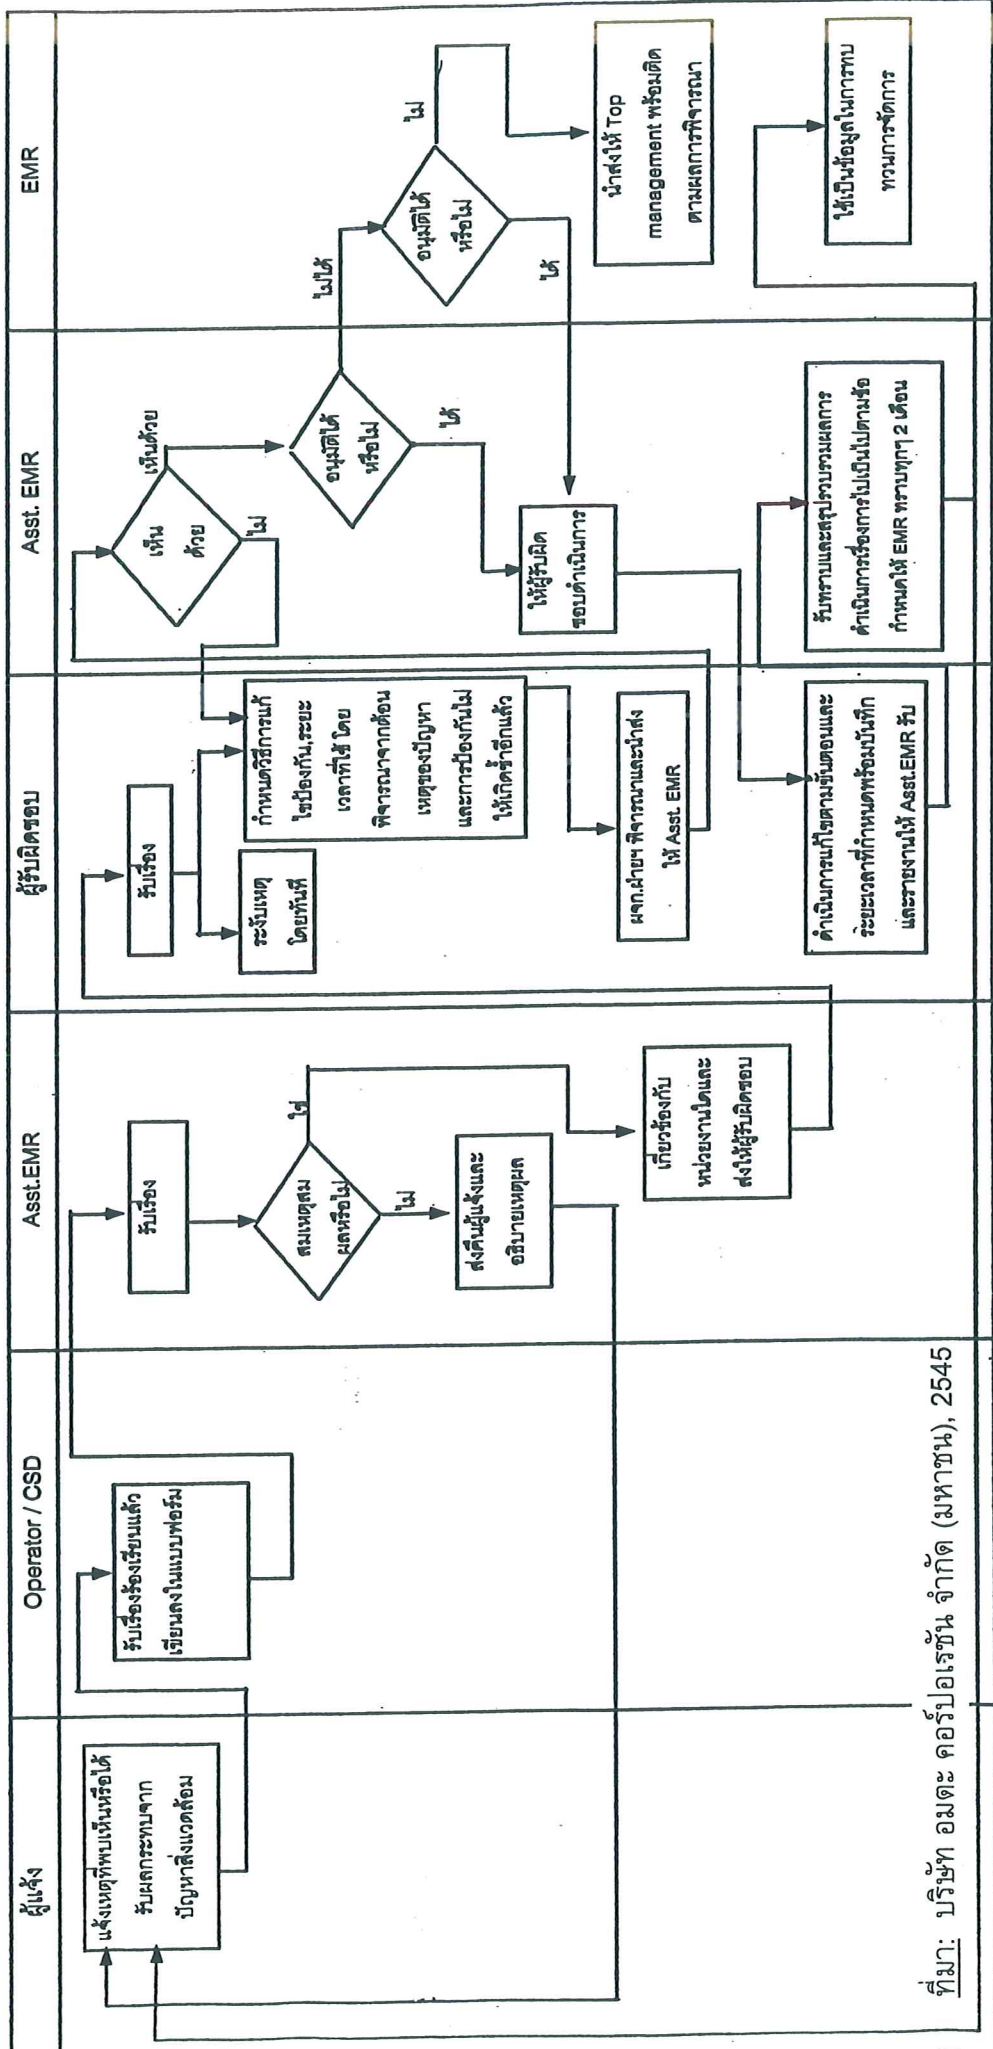 ผู้แจ้ง
Operator / CSD
Asst.EMR
ผู้รับผิดชอบ
Asst. EMR
EMR
แจ้งเหตุที่พบเห็นหรือได้
รับผลกระทบจาก
ปัญหาสิ่งแวดล้อม
รับเรื่องร้องเรียนแล้ว
เขียนลงในแบบฟอร์ม
รับเรื่อง
สมเหตุสม
ผลหรือไม่
ใช่
ไม่
ส่งคืนผู้แจ้งและ
อธิบายเหตุผล
เกี่ยวข้องกับ
หน่วยงานใดและ
ส่งให้ผู้รับผิดชอบ
รับเรื่อง
ระงับเหตุ
โดยทันที
กำหนดวิธีการแก้
ไขป้องกัน,ระยะ
เวลาที่ใช้ โดย
พิจารณาจากต้อน
เหตุของปัญหา
และการป้องกันไม่
ให้เกิดซ้ำอีกแล้ว
ผจก.ฝ่ายฯ พิจารณาและนำส่ง
ให้ Asst. EMR
ดำเนินการแก้ไขตามขั้นตอนและ
ระยะเวลาที่กำหนดพร้อมบันทึก
และรายงานให้ Asst.EMR รับ
เห็น
ด้วย
เห็นด้วย
ไม่
อนุมัติได้
หรือไม่
ไม่ได้
ได้
ให้ผู้รับผิด
ชอบดำเนินการ
รับทราบและสรุปรวบรวมผลการ
ดำเนินการเรื่องการไปเป็นไปตามข้อ
กำหนดให้ EMR ทราบทุกๆ 2 เดือน
อนุมัติได้
หรือไม่
ไม่
ได้
นำส่งให้ Top
management พร้อมติด
ตามผลการพิจารณา
ใช้เป็นข้อมูลในการทบ
ทวนการจัดการ
ที่มา: บริษัท อมตะ คอร์ปอเรชัน จำกัด (มหาชน), 2545